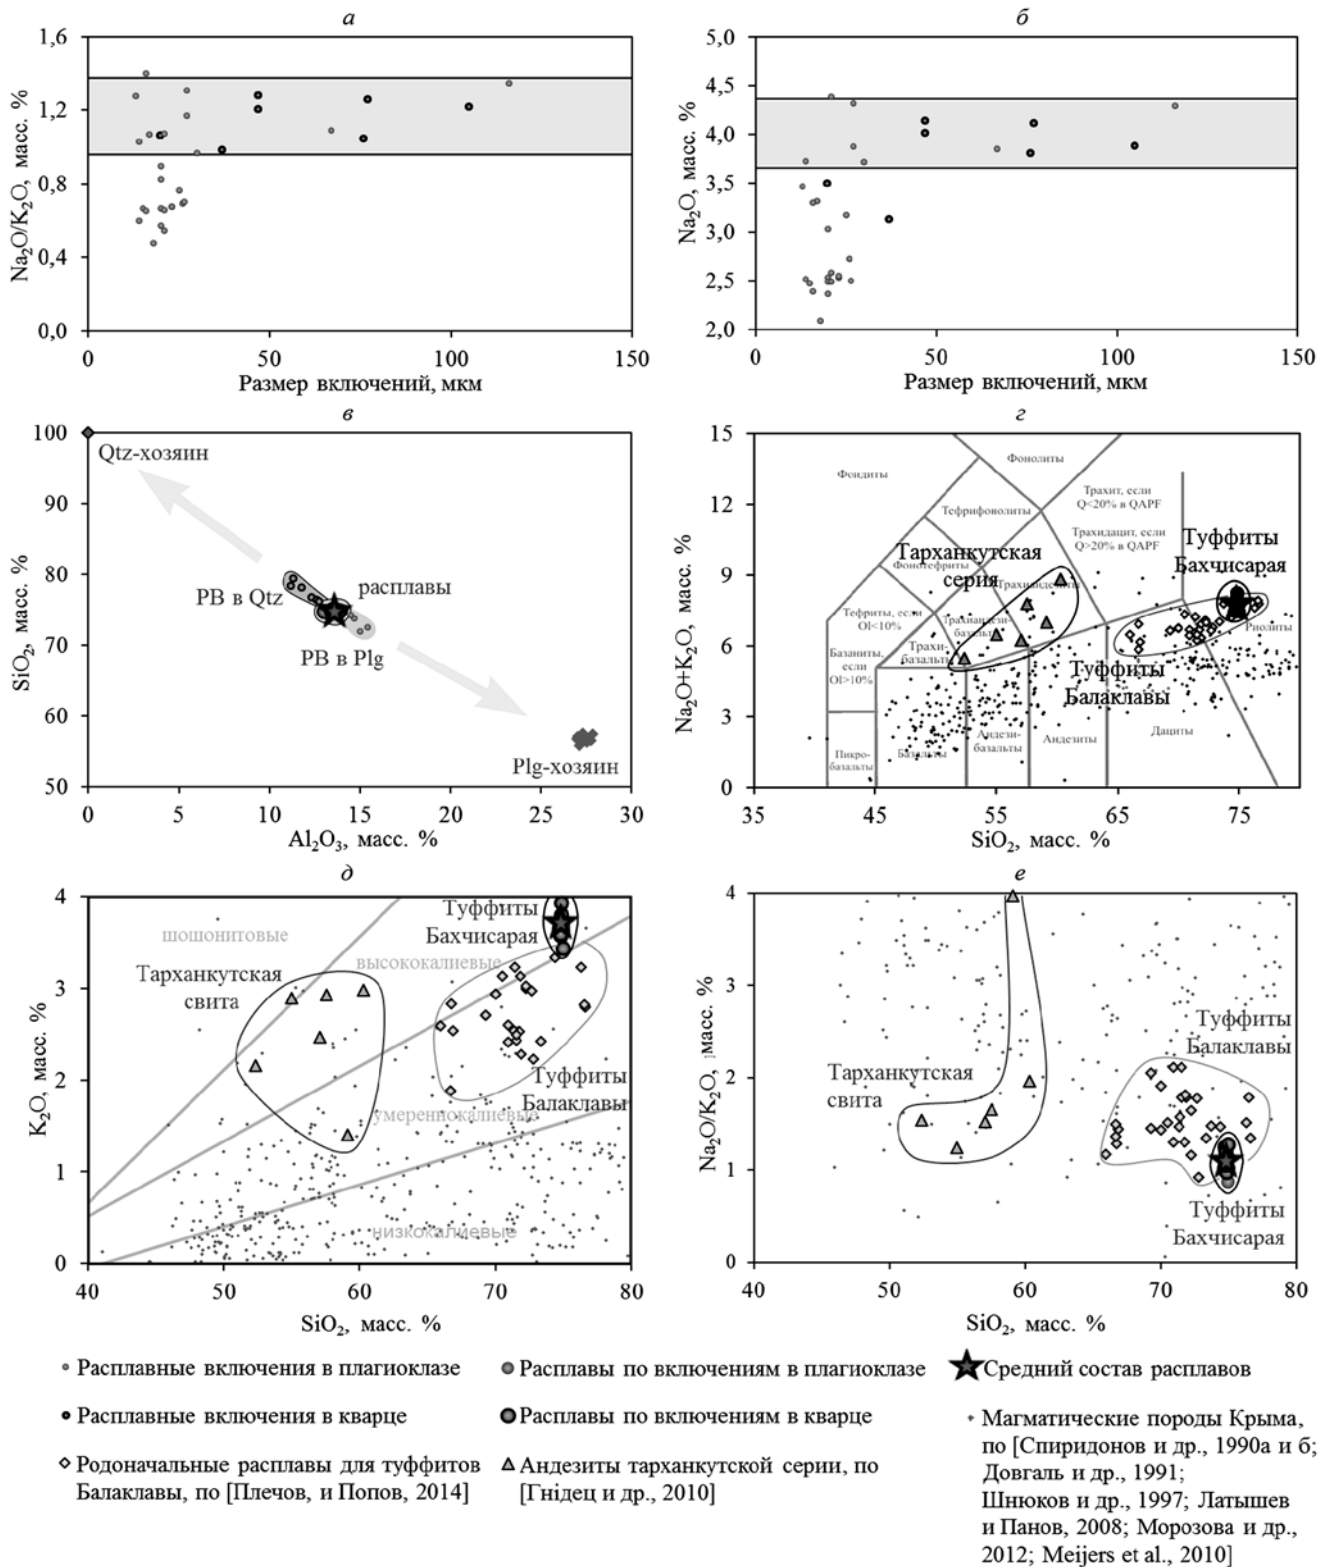 а
б
1,6
1,2
0,8
0,4
0,0
Na₂O/K₂O, масс. %
0
50
100
150
Размер включений, мкм
5,0
4,5
4,0
3,5
3,0
2,5
2,0
Na₂O, масс. %
0
50
100
150
Размер включений, мкм
в
г
100
90
80
70
60
50
SiO₂, масс. %
Qtz-хозяин
расплавы
РВ в Qtz
РВ в Plg
Plg-хозяин
0
5
10
15
20
25
30
Al₂O₃, масс. %
15
12
9
6
3
0
Na₂O+K₂O, масс. %
Фоидиты
Фонолиты
Тефрифонолиты
Трахит, если
Q<20% в QAPF
Трахидацит, если
Q>20% в QAPF
Туффиты
Бахчисарая
Тарханкутская
серия
Фонотефриты
Трахиандезиты
Тефриты, если
Ol<10%
Трахиандези-
базальты
Базаниты,
если
Ol>10%
Трахи-
базальты
Риолиты
Туффиты
Балаклавы
Пикро-
базальты
Базальты
Андези-
базальты
Андезиты
Дациты
35
45
55
65
75
SiO₂, масс. %
д
е
4
3
2
1
0
K₂O, масс. %
шошонитовые
Туффиты
Бахчисарая
высококалиевые
Тарханкутская
свита
Туффиты
Балаклавы
умереннокалиевые
низкокалиевые
40
50
60
70
80
SiO₂, масс. %
4
3
2
1
0
Na₂O/K₂O, масс. %
Туффиты
Балаклавы
Тарханкутская
свита
Туффиты
Бахчисарая
40
50
60
70
80
SiO₂, масс. %
Расплавные включения в плагиоклазе
Расплавы по включениям в плагиоклазе
Средний состав расплавов
Расплавные включения в кварце
Расплавы по включениям в кварце
Магматические породы Крыма,
по [Спиридонов и др., 1990а и б;
Довгаль и др., 1991;
Шнюков и др., 1997; Латышев
и Панов, 2008; Морозова и др.,
2012; Meijers et al., 2010]
Родоначальные расплавы для туффитов
Балаклавы, по [Плечов, и Попов, 2014]
Андезиты тарханкутской серии, по
[Гнідец и др., 2010]